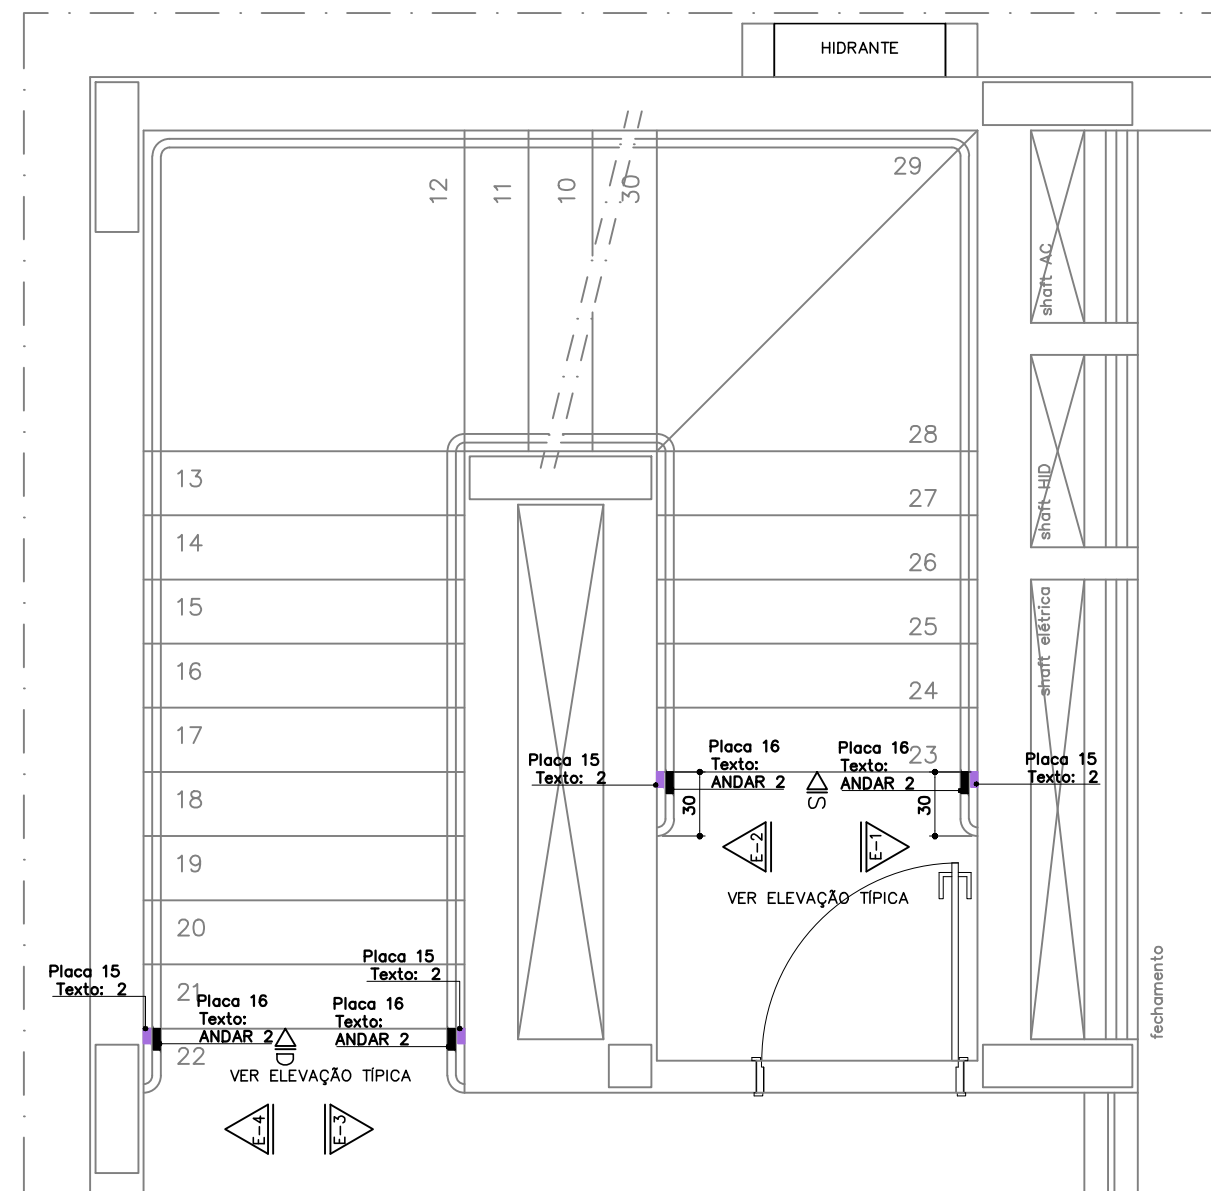 HIDRANTE
12
11
10
30
29
shaft AC
28
13
27
shaft HID
14
26
15
25
shaft elétrica
16
24
17
23
Placa 15
Texto: 2
Placa 16
Texto:
ANDAR 2
Placa 16
Texto:
ANDAR 2
Placa 15
Texto: 2
18
30
S
30
E-2
E-1
19
VER ELEVAÇÃO TÍPICA
20
Placa 15
Texto: 2
Placa 15
Texto: 2
21
Placa 16
Texto:
ANDAR 2
Placa 16
Texto:
ANDAR 2
fechamento
22
D
VER ELEVAÇÃO TÍPICA
E-4
E-3